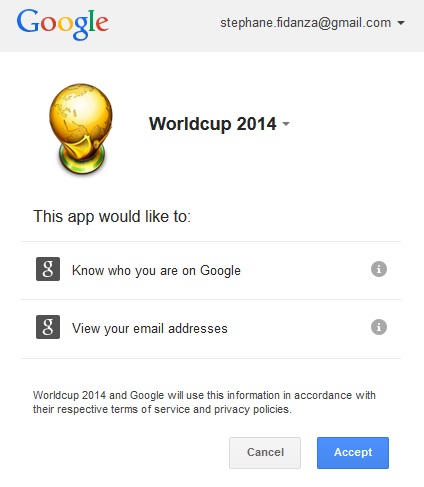 Google
stephane.fidanza@gmail.com
Worldcup 2014
This app would like to:
g
Know who you are on Google
i
g
View your email addresses
i
Worldcup 2014 and Google will use this information in accordance with
their respective terms of service and privacy policies.
Cancel
Accept